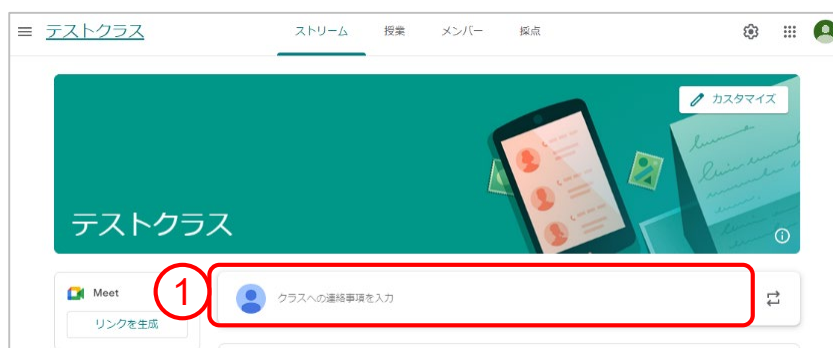 テストクラス
ストリーム
授業
メンバー
採点
カスタマイズ
テストクラス
Meet
リンクを生成
1
クラスへの連絡事項を入力